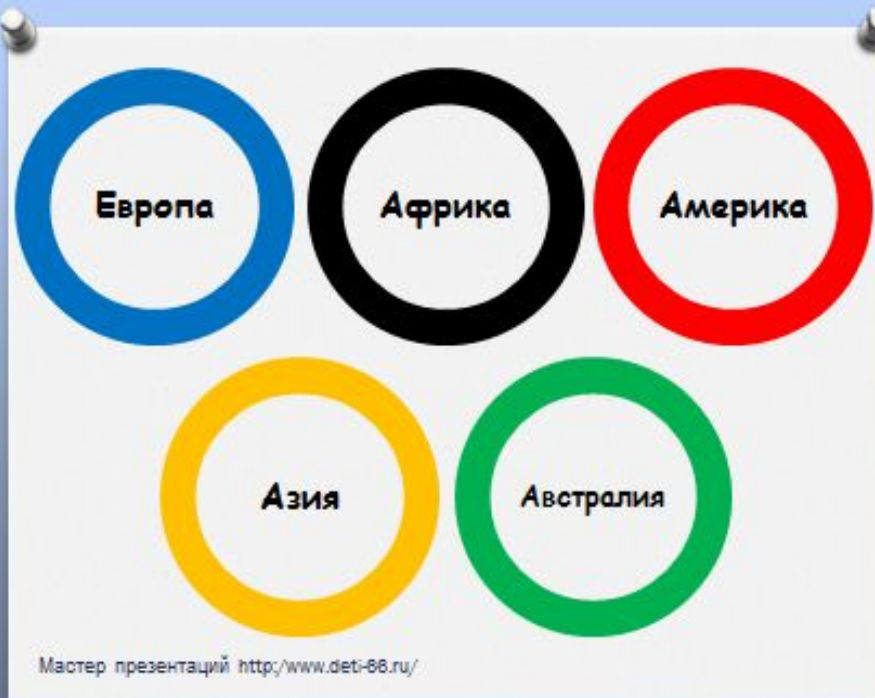 Европа
Африка
Америка
Азия
Австралия
Мастер презентаций http:/www.deti-66.ru/